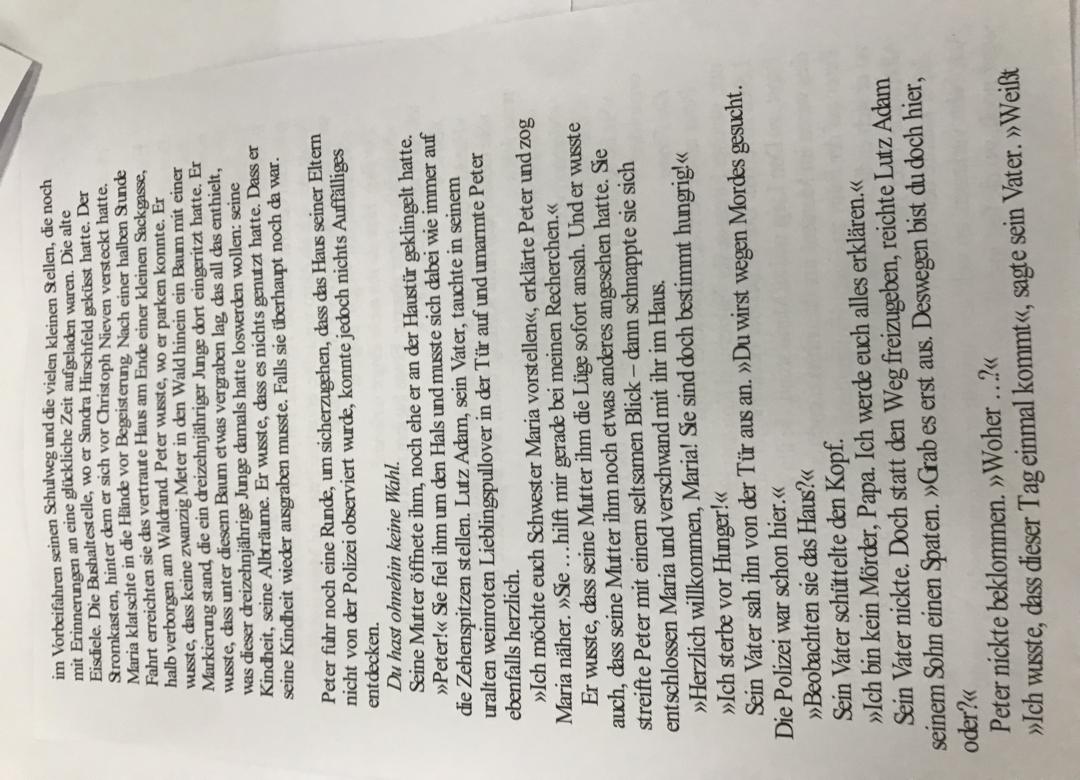 im Vorbeifahren seinen Schulweg und die vielen kleinen Stellen, die noch
mit Erinnerungen an eine glückliche Zeit aufgeladen waren. Die alte
Eisdiele. Die Bushaltestelle, wo er Sandra Hirschfeld geküsst hatte. Der
Stromkasten, hinter dem er sich vor Christoph Nieven versteckt hatte.
Maria klatschte in die Hände vor Begeisterung. Nach einer halben Stunde
Fahrt erreichten sie das vertraute Haus am Ende einer kleinen Sackgasse,
halb verborgen am Waldrand. Peter wusste, wo er parken konnte. Er
wusste, dass keine zwanzig Meter in den Wald hinein ein Baum mit einer
Markierung stand, die ein dreizehnjähriger Junge dort eingeritzt hatte. Er
wusste, dass unter diesem Baum etwas vergraben lag, das all das enthielt,
was dieser dreizehnjährige Junge damals hatte loswerden wollen: seine
Kindheit, seine Albträume. Er wusste, dass es nichts genutzt hatte. Dass er
seine Kindheit wieder ausgraben musste. Falls sie überhaupt noch da war.
Peter fuhr noch eine Runde, um sicherzugehen, dass das Haus seiner Eltern
nicht von der Polizei observiert wurde, konnte jedoch nichts Auffälliges
entdecken.
Du hast ohnehin keine Wahl.
Seine Mutter öffnete ihm, noch ehe er an der Haustür geklingelt hatte.
»Peter!« Sie fiel ihm um den Hals und musste sich dabei wie immer auf
die Zehenspitzen stellen. Lutz Adam, sein Vater, tauchte in seinem
uralten weinroten Lieblingspullover in der Tür auf und umarmte Peter
ebenfalls herzlich.
»Ich möchte euch Schwester Maria vorstellen«, erklärte Peter und zog
Maria näher. »Sie … hilft mir gerade bei meinen Recherchen.«
Er wusste, dass seine Mutter ihm die Lüge sofort ansah. Und er wusste
auch, dass seine Mutter ihm noch etwas anderes angesehen hatte. Sie
streifte Peter mit einem seltsamen Blick – dann schnappte sie sich
entschlossen Maria und verschwand mit ihr im Haus.
»Herzlich willkommen, Maria! Sie sind doch bestimmt hungrig!«
»Ich sterbe vor Hunger!«
Sein Vater sah ihn von der Tür aus an. »Du wirst wegen Mordes gesucht.
Die Polizei war schon hier.«
»Beobachten sie das Haus?«
Sein Vater schüttelte den Kopf.
»Ich bin kein Mörder, Papa. Ich werde euch alles erklären.«
Sein Vater nickte. Doch statt den Weg freizugeben, reichte Lutz Adam
seinem Sohn einen Spaten. »Grab es erst aus. Deswegen bist du doch hier,
oder?«
Peter nickte beklommen. »Woher …?«
»Ich wusste, dass dieser Tag einmal kommt«, sagte sein Vater. »Weißt